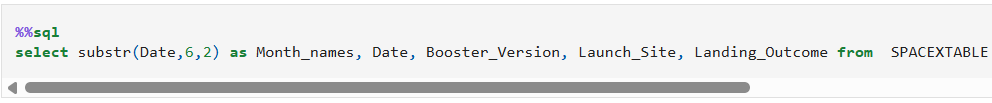 %%sql
select substr(Date,6,2) as Month_names, Date, Booster_Version, Launch_Site, Landing_Outcome from  SPACEXTABLE